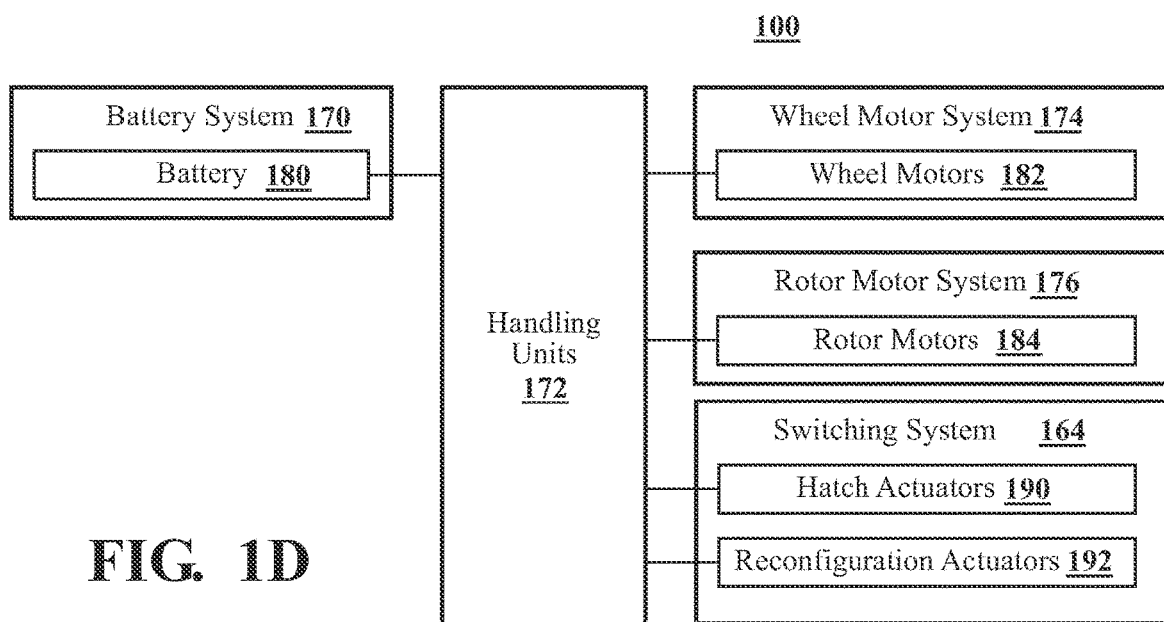 100
Battery System 170
Battery 180
Handling
Units
172
Wheel Motor System 174
Wheel Motors 182
Rotor Motor System 176
Rotor Motors 184
Switching System 164
Hatch Actuators 190
Reconfiguration Actuators 192
FIG. 1D